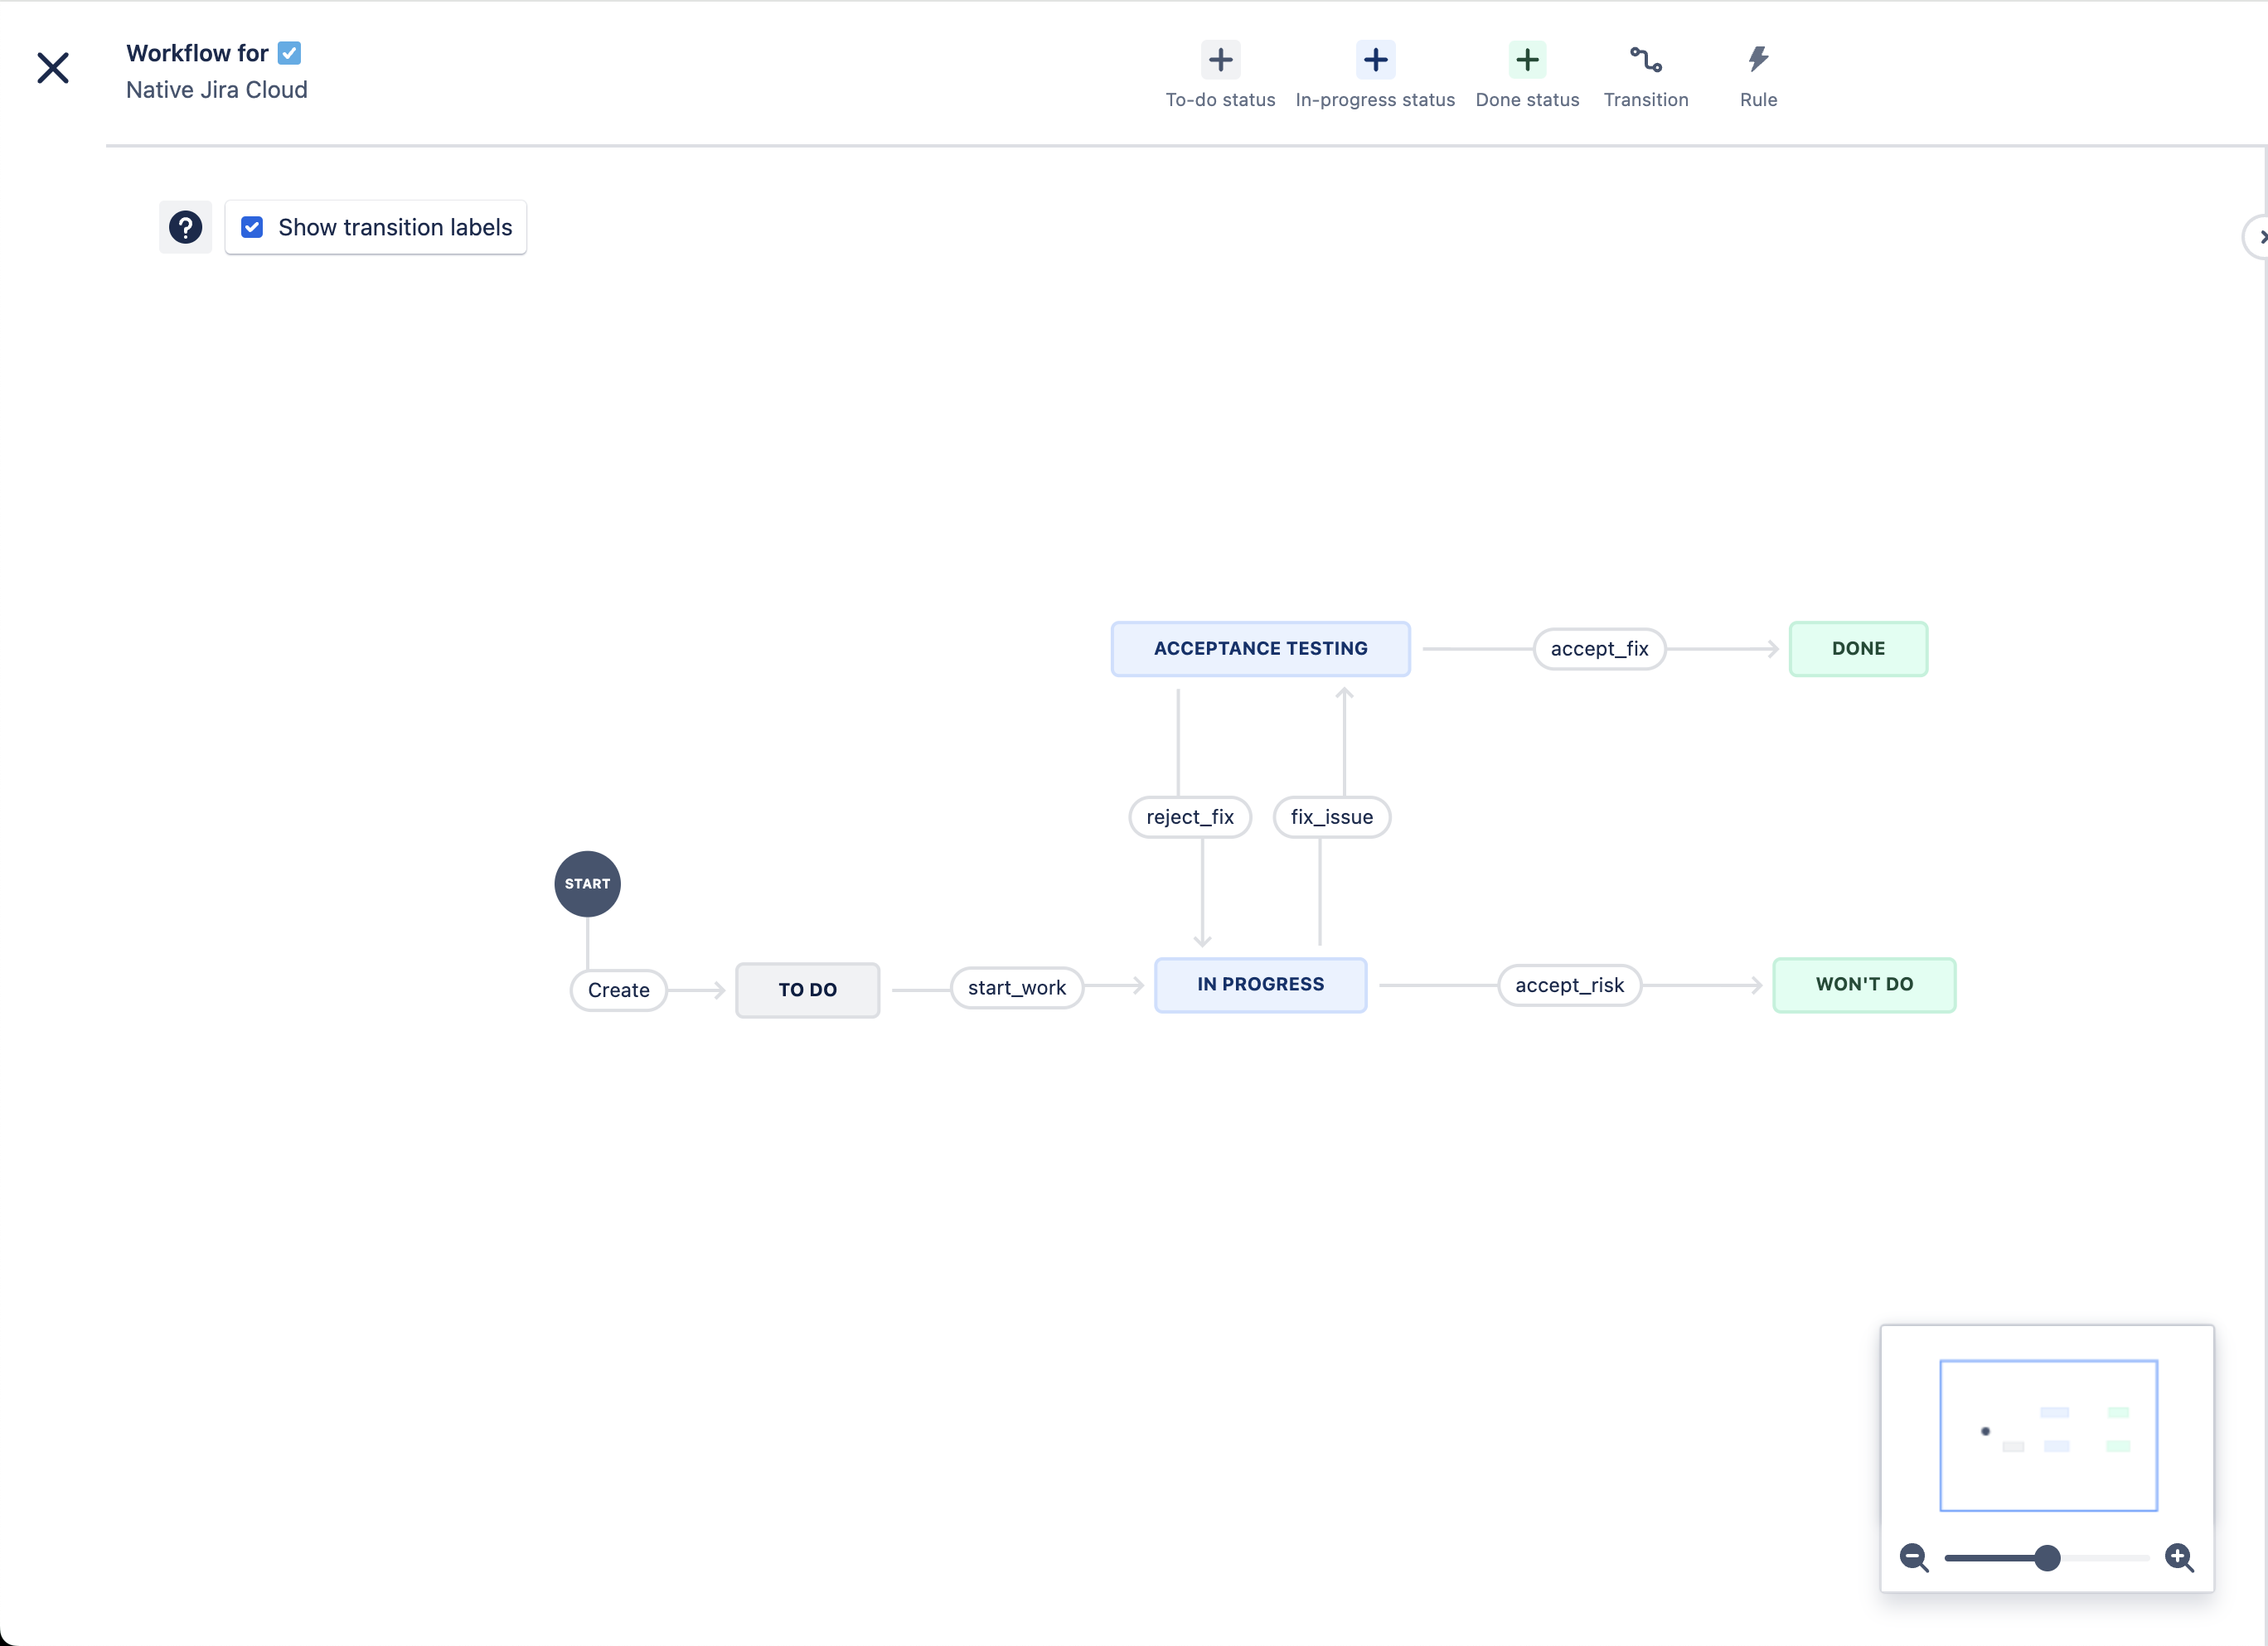 Workflow for
Native Jira Cloud
To-do status
In-progress status
Done status
Transition
Rule
?
Show transition labels
ACCEPTANCE TESTING
accept_fix
DONE
reject_fix
fix_issue
START
Create
TO DO
start_work
IN PROGRESS
accept_risk
WON'T DO